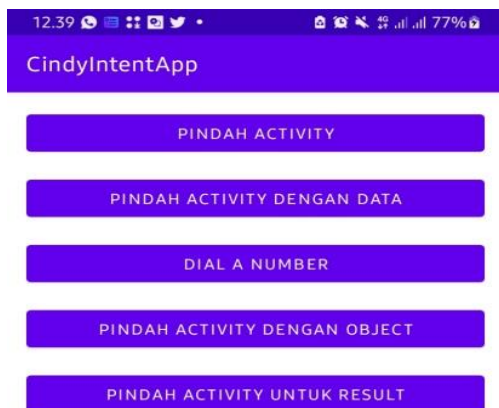 12.39 77%
CindyIntentApp
PINDAH ACTIVITY
PINDAH ACTIVITY DENGAN DATA
DIAL A NUMBER
PINDAH ACTIVITY DENGAN OBJECT
PINDAH ACTIVITY UNTUK RESULT